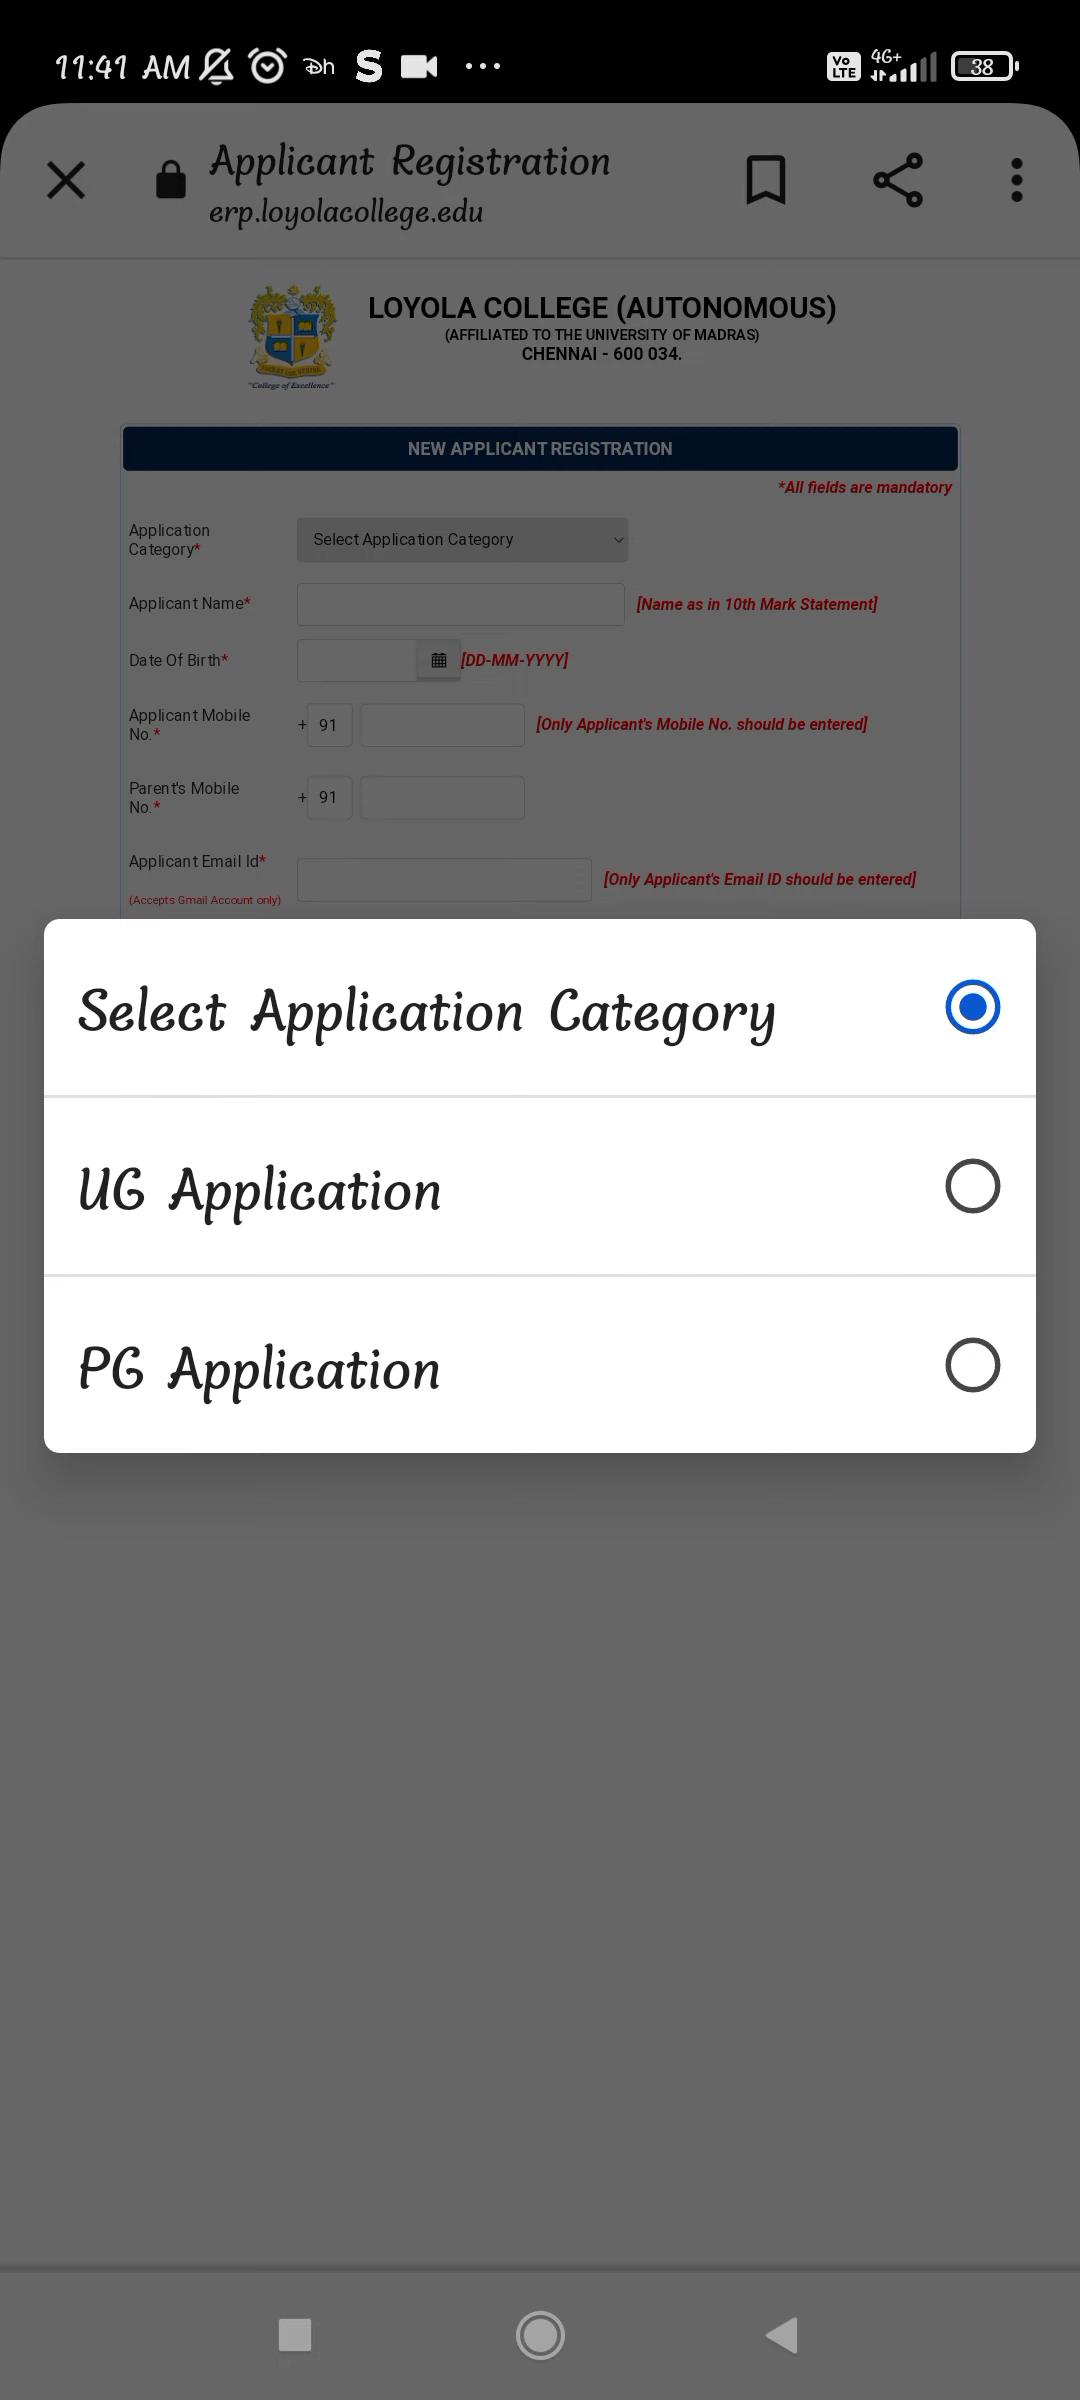 11:41 AM Dh S ... Vo LTE 4G+ 38
Applicant Registration
erp.loyolacollege.edu
LOYOLA COLLEGE (AUTONOMOUS)
(AFFILIATED TO THE UNIVERSITY OF MADRAS)
CHENNAI - 600 034.
"College of Excellence"
NEW APPLICANT REGISTRATION
*All fields are mandatory
Application Category* Select Application Category
Applicant Name* [Name as in 10th Mark Statement]
Date Of Birth* [DD-MM-YYYY]
Applicant Mobile No.* + 91 [Only Applicant's Mobile No. should be entered]
Parent's Mobile No.* + 91
Applicant Email Id* [Only Applicant's Email ID should be entered]
(Accepts Gmail Account only)
Select Application Category
UG Application
PG Application